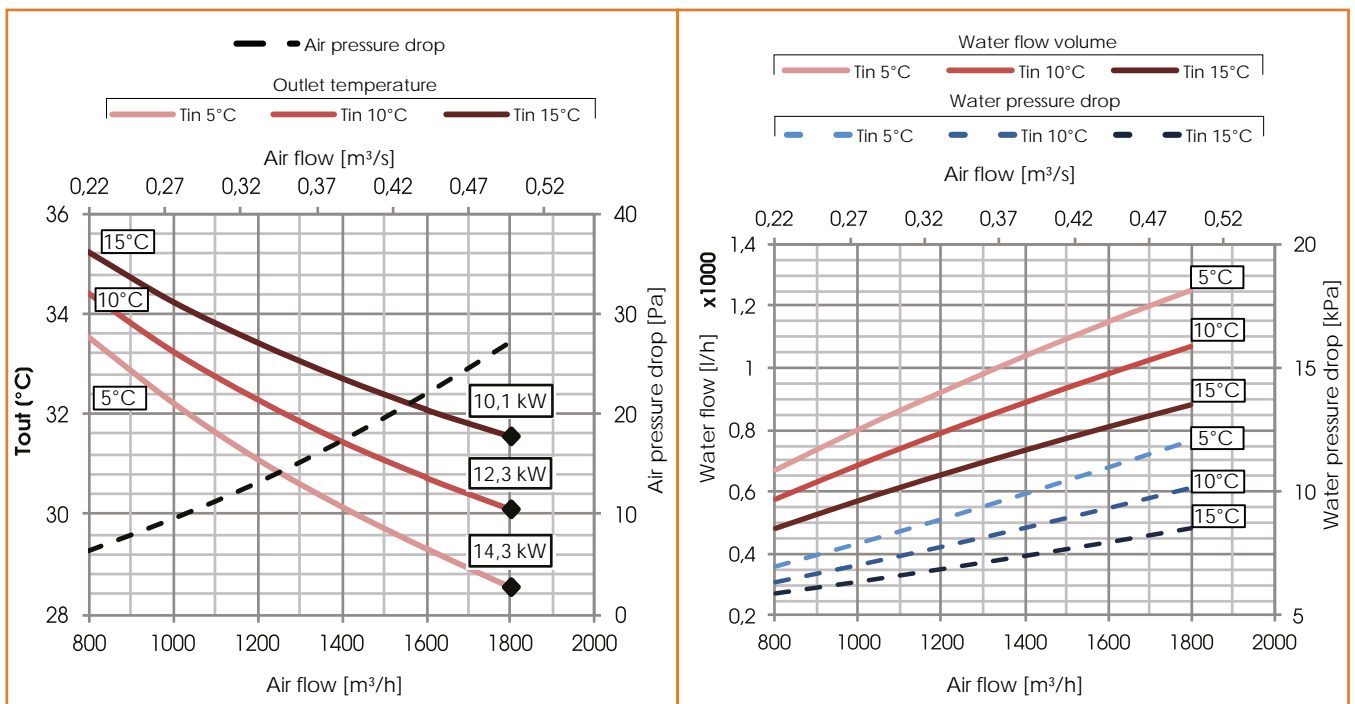 Air pressure drop
Outlet temperature
Tin 5°C Tin 10°C Tin 15°C
Air flow [m³/s]
0,22 0,27 0,32 0,37 0,42 0,47 0,52
36 40
15°C
10°C
34 30
5°C
Tout (°C)
Air pressure drop [Pa]
10,1 kW
32 20
12,3 kW
30 10
14,3 kW
28 0
800 1000 1200 1400 1600 1800 2000
Air flow [m³/h]
Water flow volume
Tin 5°C Tin 10°C Tin 15°C
Water pressure drop
Tin 5°C Tin 10°C Tin 15°C
Air flow [m³/s]
0,22 0,27 0,32 0,37 0,42 0,47 0,52
1,4 20
x1000
5°C
1,2
10°C
Water flow [l/h]
Water pressure drop [kPa]
1 15
15°C
0,8
5°C
10°C
0,6 10
15°C
0,4
0,2 5
800 1000 1200 1400 1600 1800 2000
Air flow [m³/h]